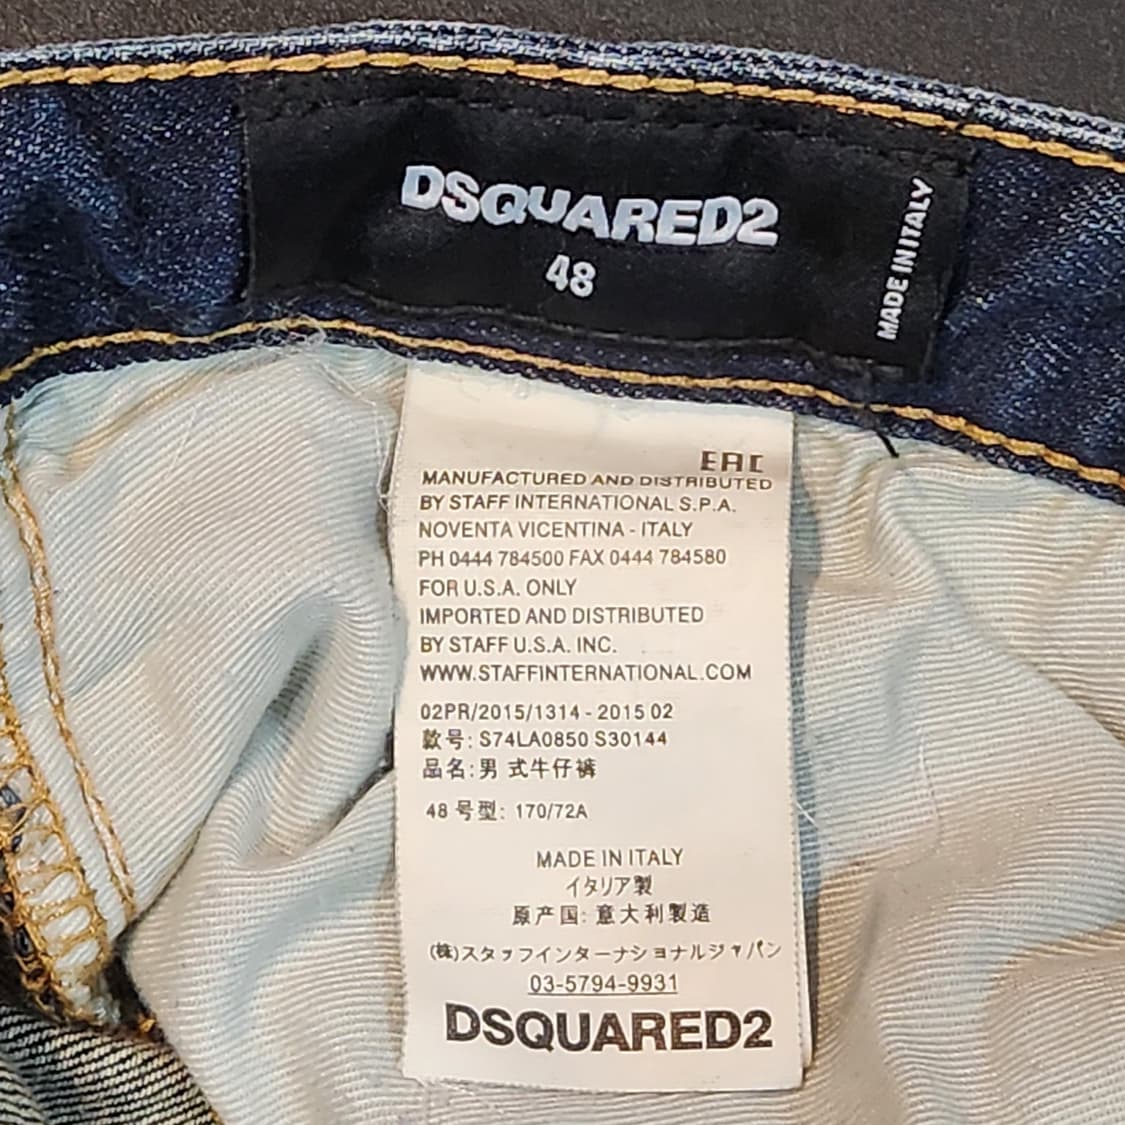 DSQUARED2
48
MADE IN ITALY
EAC
MANUFACTURED AND DISTRIBUTED
BY STAFF INTERNATIONAL S.P.A.
NOVENTA VICENTINA - ITALY
PH 0444 784500 FAX 0444 784580
FOR U.S.A. ONLY
IMPORTED AND DISTRIBUTED
BY STAFF U.S.A. INC.
WWW.STAFFINTERNATIONAL.COM
02PR/2015/1314 - 2015 02
款号: S74LA0850 S30144
品名: 男 式牛仔裤
48 号型: 170/72A
MADE IN ITALY
イタリア製
原产国: 意大利製造
(株)スタッフインターナショナルジャパン
03-5794-9931
DSQUARED2